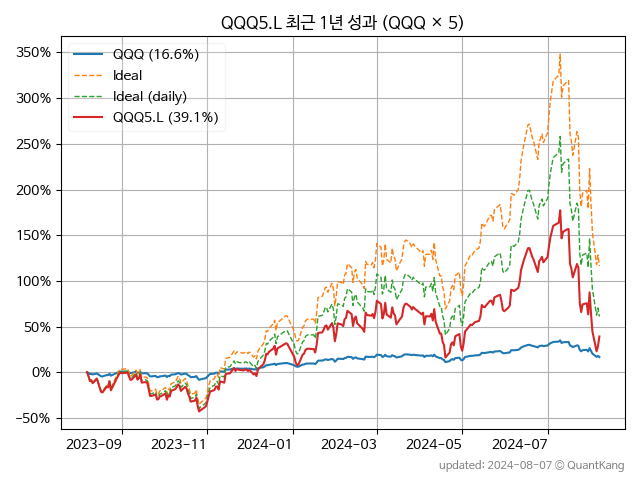 QQQ5.L 최근 1년 성과 (QQQ × 5)
QQQ (16.6%)
Ideal
Ideal (daily)
QQQ5.L (39.1%)
350%
300%
250%
200%
150%
100%
50%
0%
−50%
2023-09 2023-11 2024-01 2024-03 2024-05 2024-07
updated: 2024-08-07 © QuantKang